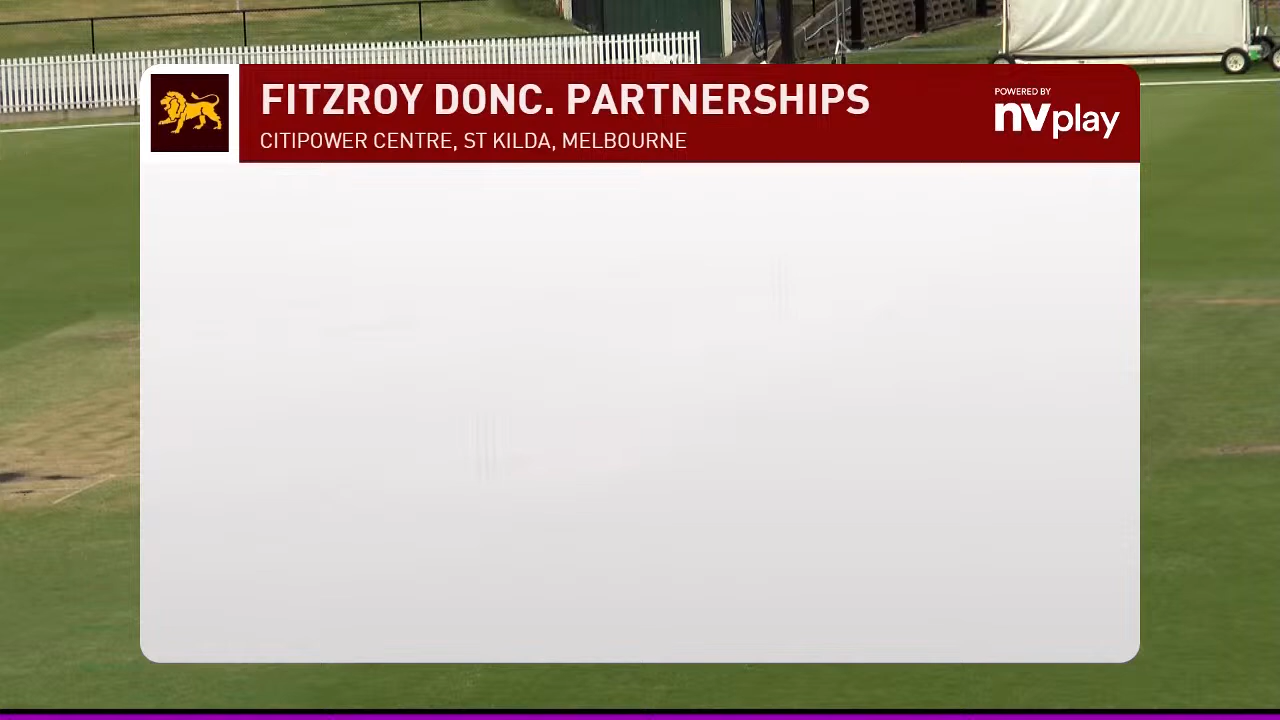 FITZROY DONC. PARTNERSHIPS
CITIPOWER CENTRE, ST KILDA, MELBOURNE
POWERED BY
nvplay